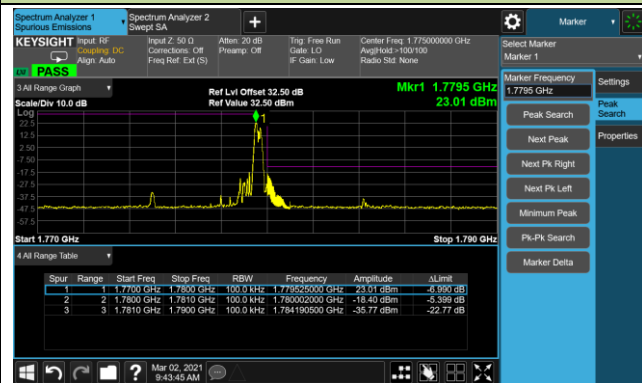 Spectrum Analyzer 1
Spurious Emissions
Spectrum Analyzer 2
Swept SA
+
Marker
KEYSIGHT
Input: RF
Coupling: DC
Align: Auto
Input Z: 50 Ω
Corrections: Off
Freq Ref: Ext (S)
Atten: 20 dB
Preamp: Off
Trig: Free Run
Gate: LO
IF Gain: Low
Center Freq: 1.775000000 GHz
Avg|Hold:>100/100
Radio Std: None
PASS
Select Marker
Marker 1
Marker Frequency
1.7795 GHz
Settings
Peak Search
Next Peak
Next Pk Right
Next Pk Left
Minimum Peak
Pk-Pk Search
Marker Delta
Peak
Search
Properties
3 All Range Graph
Scale/Div 10.0 dB
Ref Lvl Offset 32.50 dB
Ref Value 32.50 dBm
Mkr1 1.7795 GHz
23.01 dBm
Log
22.5
12.5
2.50
-7.50
-17.5
-27.5
-37.5
-47.5
-57.5
1
Start 1.770 GHz
Stop 1.790 GHz
4 All Range Table
Spur Range Start Freq Stop Freq RBW Frequency Amplitude ΔLimit
1 1 1.7700 GHz 1.7800 GHz 100.0 kHz 1.779525000 GHz 23.01 dBm -6.990 dB
2 2 1.7800 GHz 1.7810 GHz 100.0 kHz 1.780002000 GHz -18.40 dBm -5.399 dB
3 3 1.7810 GHz 1.7900 GHz 100.0 kHz 1.784190500 GHz -35.77 dBm -22.77 dB
?
Mar 02, 2021
9:43:45 AM